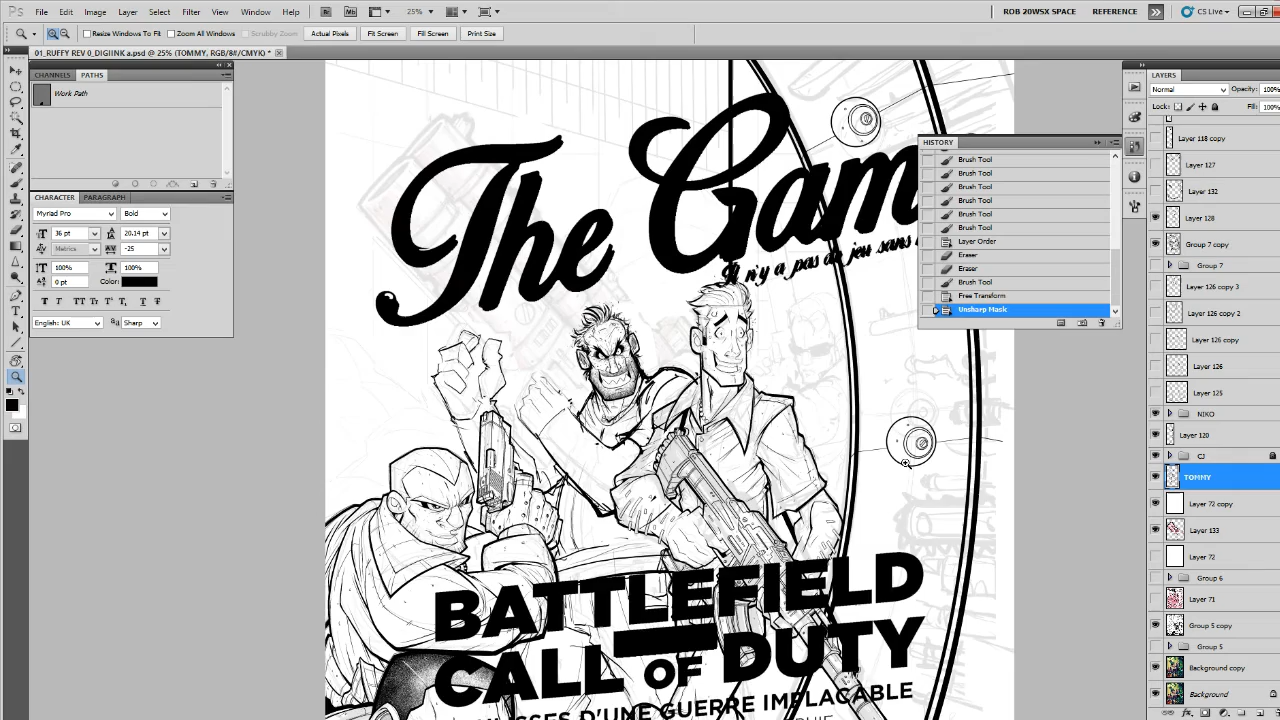 Ps File Edit Image Layer Select Filter View Window Help Br Mb 25% ROB 20WSX SPACE REFERENCE CS Live
Resize Windows To Fit Zoom All Windows Scrubby Zoom Actual Pixels Fit Screen Fill Screen Print Size
01_RUFFY REV 0_DIGIINK a.psd @ 25% (TOMMY, RGB/8#/CMYK) *
CHANNELS PATHS
Work Path
CHARACTER PARAGRAPH
Myriad Pro Bold
36 pt 20,14 pt
Metrics -25
100% 100%
0 pt Color:
English: UK Sharp
The Gam
Il n'y a pas de jeu sans
BATTLEFIELD
CALL OF DUTY
D'UNE GUERRE IMPLACABLE
HISTORY
Brush Tool
Brush Tool
Brush Tool
Brush Tool
Brush Tool
Brush Tool
Layer Order
Eraser
Eraser
Brush Tool
Free Transform
Unsharp Mask
LAYERS
Normal Opacity: 100%
Lock: Fill: 100%
Layer 118 copy
Layer 127
Layer 132
Layer 128
Group 7 copy
Group 7
Layer 126 copy 3
Layer 126 copy 2
Layer 126 copy
Layer 126
Layer 125
NIKO
Layer 120
CJ
TOMMY
Layer 72 copy
Layer 133
Layer 72
Group 6
Layer 71
Group 5 copy
Group 5
Background copy
Background